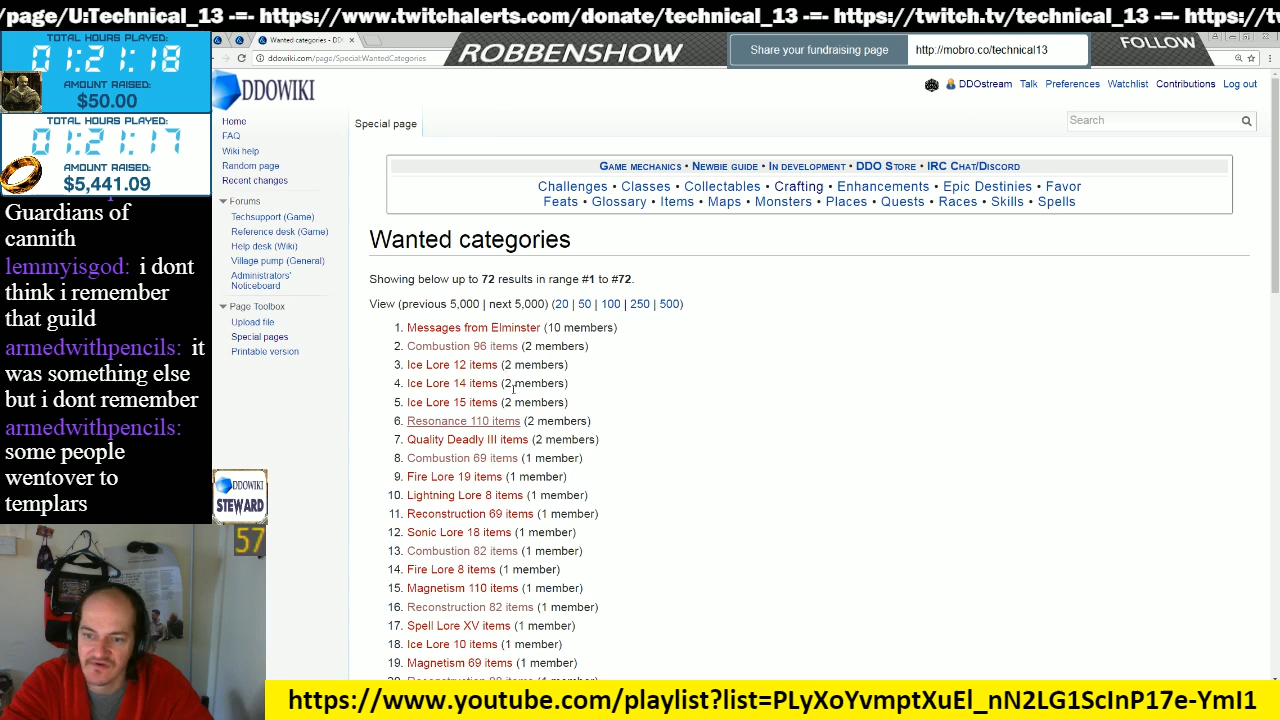 /page/U:Technical_13 -=- https://www.twitchalerts.com/donate/technical_13 -=- https://twitch.tv/technical_13 -=- https://t
TOTAL HOURS PLAYED:
01:21:18
AMOUNT RAISED:
$50.00
TOTAL HOURS PLAYED:
01:21:17
AMOUNT RAISED:
$5,441.09
Guardians of
cannith
lemmyisgod: i dont
think i remember
that guild
armedwithpencils: it
was something else
but i dont remember
armedwithpencils:
some people
wentover to
templars
Wanted categories - DD
ddowiki.com/page/Special:WantedCategories
ROBBENSHOW
Share your fundraising page
http://mobro.co/technical13
FOLLOW
DDOWIKI
DDOstream Talk Preferences Watchlist Contributions Log out
Home
FAQ
Wiki help
Random page
Recent changes
Forums
Techsupport (Game)
Reference desk (Game)
Help desk (Wiki)
Village pump (General)
Administrators'
Noticeboard
Page Toolbox
Upload file
Special pages
Printable version
DDOWIKI
STEWARD
57
Special page
Search
Game mechanics • Newbie guide • In development • DDO Store • IRC Chat/Discord
Challenges • Classes • Collectables • Crafting • Enhancements • Epic Destinies • Favor
Feats • Glossary • Items • Maps • Monsters • Places • Quests • Races • Skills • Spells
Wanted categories
Showing below up to 72 results in range #1 to #72.
View (previous 5,000 | next 5,000) (20 | 50 | 100 | 250 | 500)
1. Messages from Elminster (10 members)
2. Combustion 96 items (2 members)
3. Ice Lore 12 items (2 members)
4. Ice Lore 14 items (2 members)
5. Ice Lore 15 items (2 members)
6. Resonance 110 items (2 members)
7. Quality Deadly III items (2 members)
8. Combustion 69 items (1 member)
9. Fire Lore 19 items (1 member)
10. Lightning Lore 8 items (1 member)
11. Reconstruction 69 items (1 member)
12. Sonic Lore 18 items (1 member)
13. Combustion 82 items (1 member)
14. Fire Lore 8 items (1 member)
15. Magnetism 110 items (1 member)
16. Reconstruction 82 items (1 member)
17. Spell Lore XV items (1 member)
18. Ice Lore 10 items (1 member)
19. Magnetism 69 items (1 member)
https://www.youtube.com/playlist?list=PLyXoYvmptXuEl_nN2LG1ScInP17e-YmI1